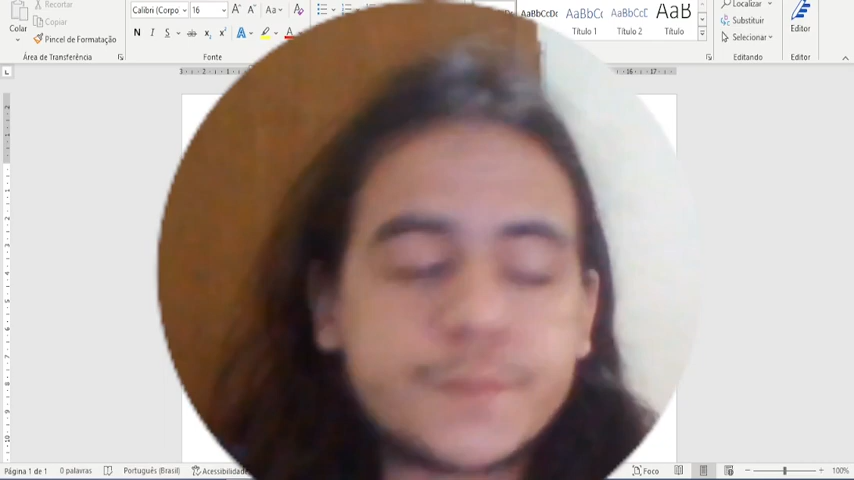 Recortar
Copiar
Colar
Pincel de Formatação
Área de Transferência
Calibri (Corpo
16
Aa
N I S
Fonte
AaBbCcDc
AaBbCc
AaBbCcD
AaB
Título 1
Título 2
Título
Localizar
Substituir
Selecionar
Editando
Editor
Editor
Página 1 de 1
0 palavras
Português (Brasil)
Acessibilidade
Foco
100%